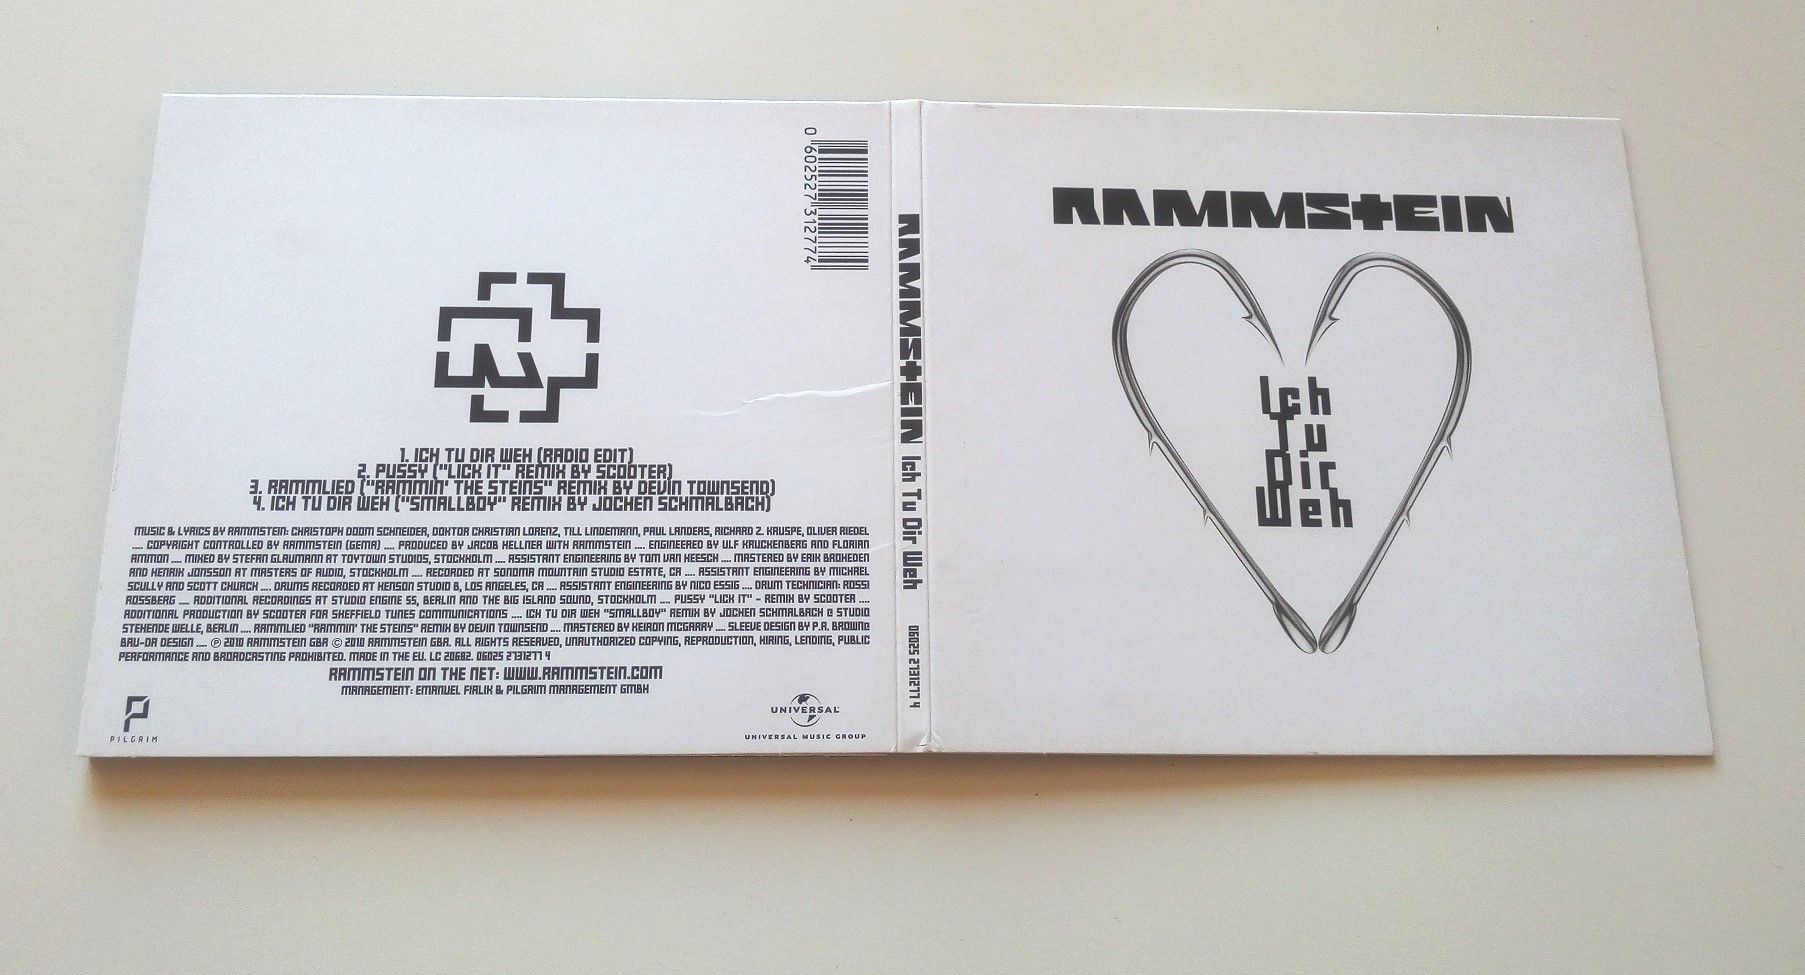 0 602527 312774
1. ICH TU DIR WEH (RADIO EDIT)
2. PUSSY ("LICK IT" REMIX BY SCOOTER)
3. RAMMLIED ("RAMMIN' THE STEINS" REMIX BY DEVIN TOWNSEND)
4. ICH TU DIR WEH ("SMALLBOY" REMIX BY JOCHEN SCHMALBACH)
MUSIC & LYRICS BY RAMMSTEIN: CHRISTOPH DOOM SCHNEIDER, DOKTOR CHRISTIAN LORENZ, TILL LINDEMANN, PAUL LANDERS, RICHARD Z. KRUSPE, OLIVER RIEDEL
.... COPYRIGHT CONTROLLED BY RAMMSTEIN (GEMA) .... PRODUCED BY JACOB HELLNER WITH RAMMSTEIN .... ENGINEERED BY ULF KRUCKENBERG AND FLORIAN
AMMON .... MIXED BY STEFAN GLAUMANN AT TOYTOWN STUDIOS, STOCKHOLM .... ASSISTANT ENGINEERING BY TOM VAN HEESCH .... MASTERED BY ERIK BROHEDEN
AND HENRIK JONSSON AT MASTERS OF AUDIO, STOCKHOLM .... RECORDED AT SONOMA MOUNTAIN STUDIO ESTATE, CA .... ASSISTANT ENGINEERING BY MICHAEL
SCULLY AND SCOTT CHURCH .... DRUMS RECORDED AT HENSON STUDIO B, LOS ANGELES, CA .... ASSISTANT ENGINEERING BY NICO ESSIG .... DRUM TECHNICIAN: ROSSI
ROSSBERG .... ADDITIONAL RECORDINGS AT STUDIO ENGINE 55, BERLIN AND THE BIG ISLAND SOUND, STOCKHOLM .... PUSSY "LICK IT" - REMIX BY SCOOTER ....
ADDITIONAL PRODUCTION BY SCOOTER FOR SHEFFIELD TUNES COMMUNICATIONS .... ICH TU DIR WEH "SMALLBOY" REMIX BY JOCHEN SCHMALBACH @ STUDIO
STEHENDE WELLE, BERLIN .... RAMMLIED "RAMMIN' THE STEINS" REMIX BY DEVIN TOWNSEND .... MASTERED BY KEIRON MCGARRY .... SLEEVE DESIGN BY P.R. BROWN@
BAU-DA DESIGN .... ℗ 2010 RAMMSTEIN GBR © 2010 RAMMSTEIN GBR. ALL RIGHTS RESERVED, UNAUTHORIZED COPYING, REPRODUCTION, HIRING, LENDING, PUBLIC
PERFORMANCE AND BROADCASTING PROHIBITED. MADE IN THE EU. LC 20682. 06025 2731277 4
RAMMSTEIN ON THE NET: WWW.RAMMSTEIN.COM
MANAGEMENT: EMANUEL FIALIK & PILGRIM MANAGEMENT GMBH
PILGRIM
UNIVERSAL
UNIVERSAL MUSIC GROUP
RAMMSTEIN Ich Tu Dir Weh 06025 2731277 4
RAMMSTEIN
Ich
Tu
Dir
Weh